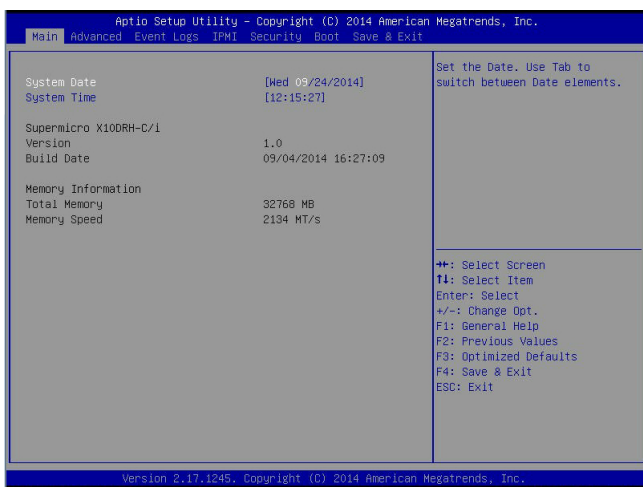 Aptio Setup Utility – Copyright (C) 2014 American Megatrends, Inc.
Main Advanced Event Logs IPMI Security Boot Save & Exit
System Date [Wed 09/24/2014]
System Time [12:15:27]
Supermicro X10DRH-C/i
Version 1.0
Build Date 09/04/2014 16:27:09
Memory Information
Total Memory 32768 MB
Memory Speed 2134 MT/s
Set the Date. Use Tab to
switch between Date elements.
→←: Select Screen
↑↓: Select Item
Enter: Select
+/-: Change Opt.
F1: General Help
F2: Previous Values
F3: Optimized Defaults
F4: Save & Exit
ESC: Exit
Version 2.17.1245. Copyright (C) 2014 American Megatrends, Inc.